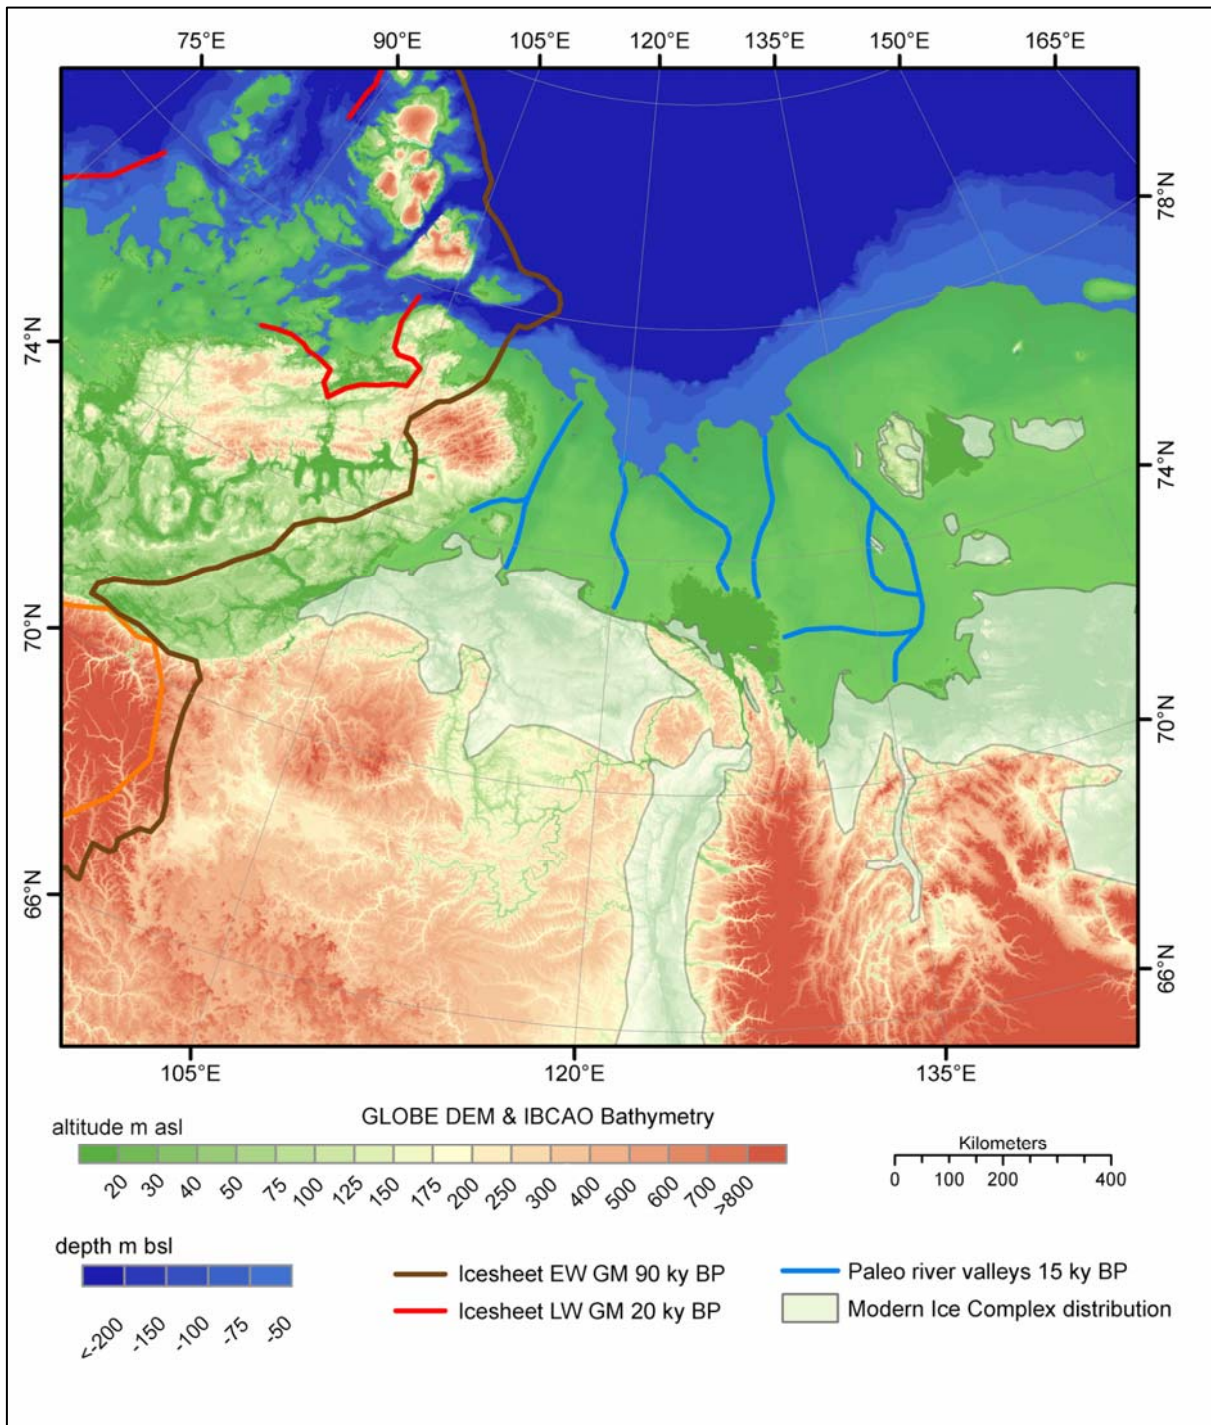 75°E 90°E 105°E 120°E 135°E 150°E 165°E
78°N
74°N
74°N
70°N
70°N
66°N
66°N
105°E 120°E 135°E
GLOBE DEM & IBCAO Bathymetry
altitude m asl
20 30 40 50 75 100 125 150 175 200 250 300 400 500 600 700 >800
Kilometers
0 100 200 400
depth m bsl
<-200 -150 -100 -75 -50
Icesheet EW GM 90 ky BP
Icesheet LW GM 20 ky BP
Paleo river valleys 15 ky BP
Modern Ice Complex distribution